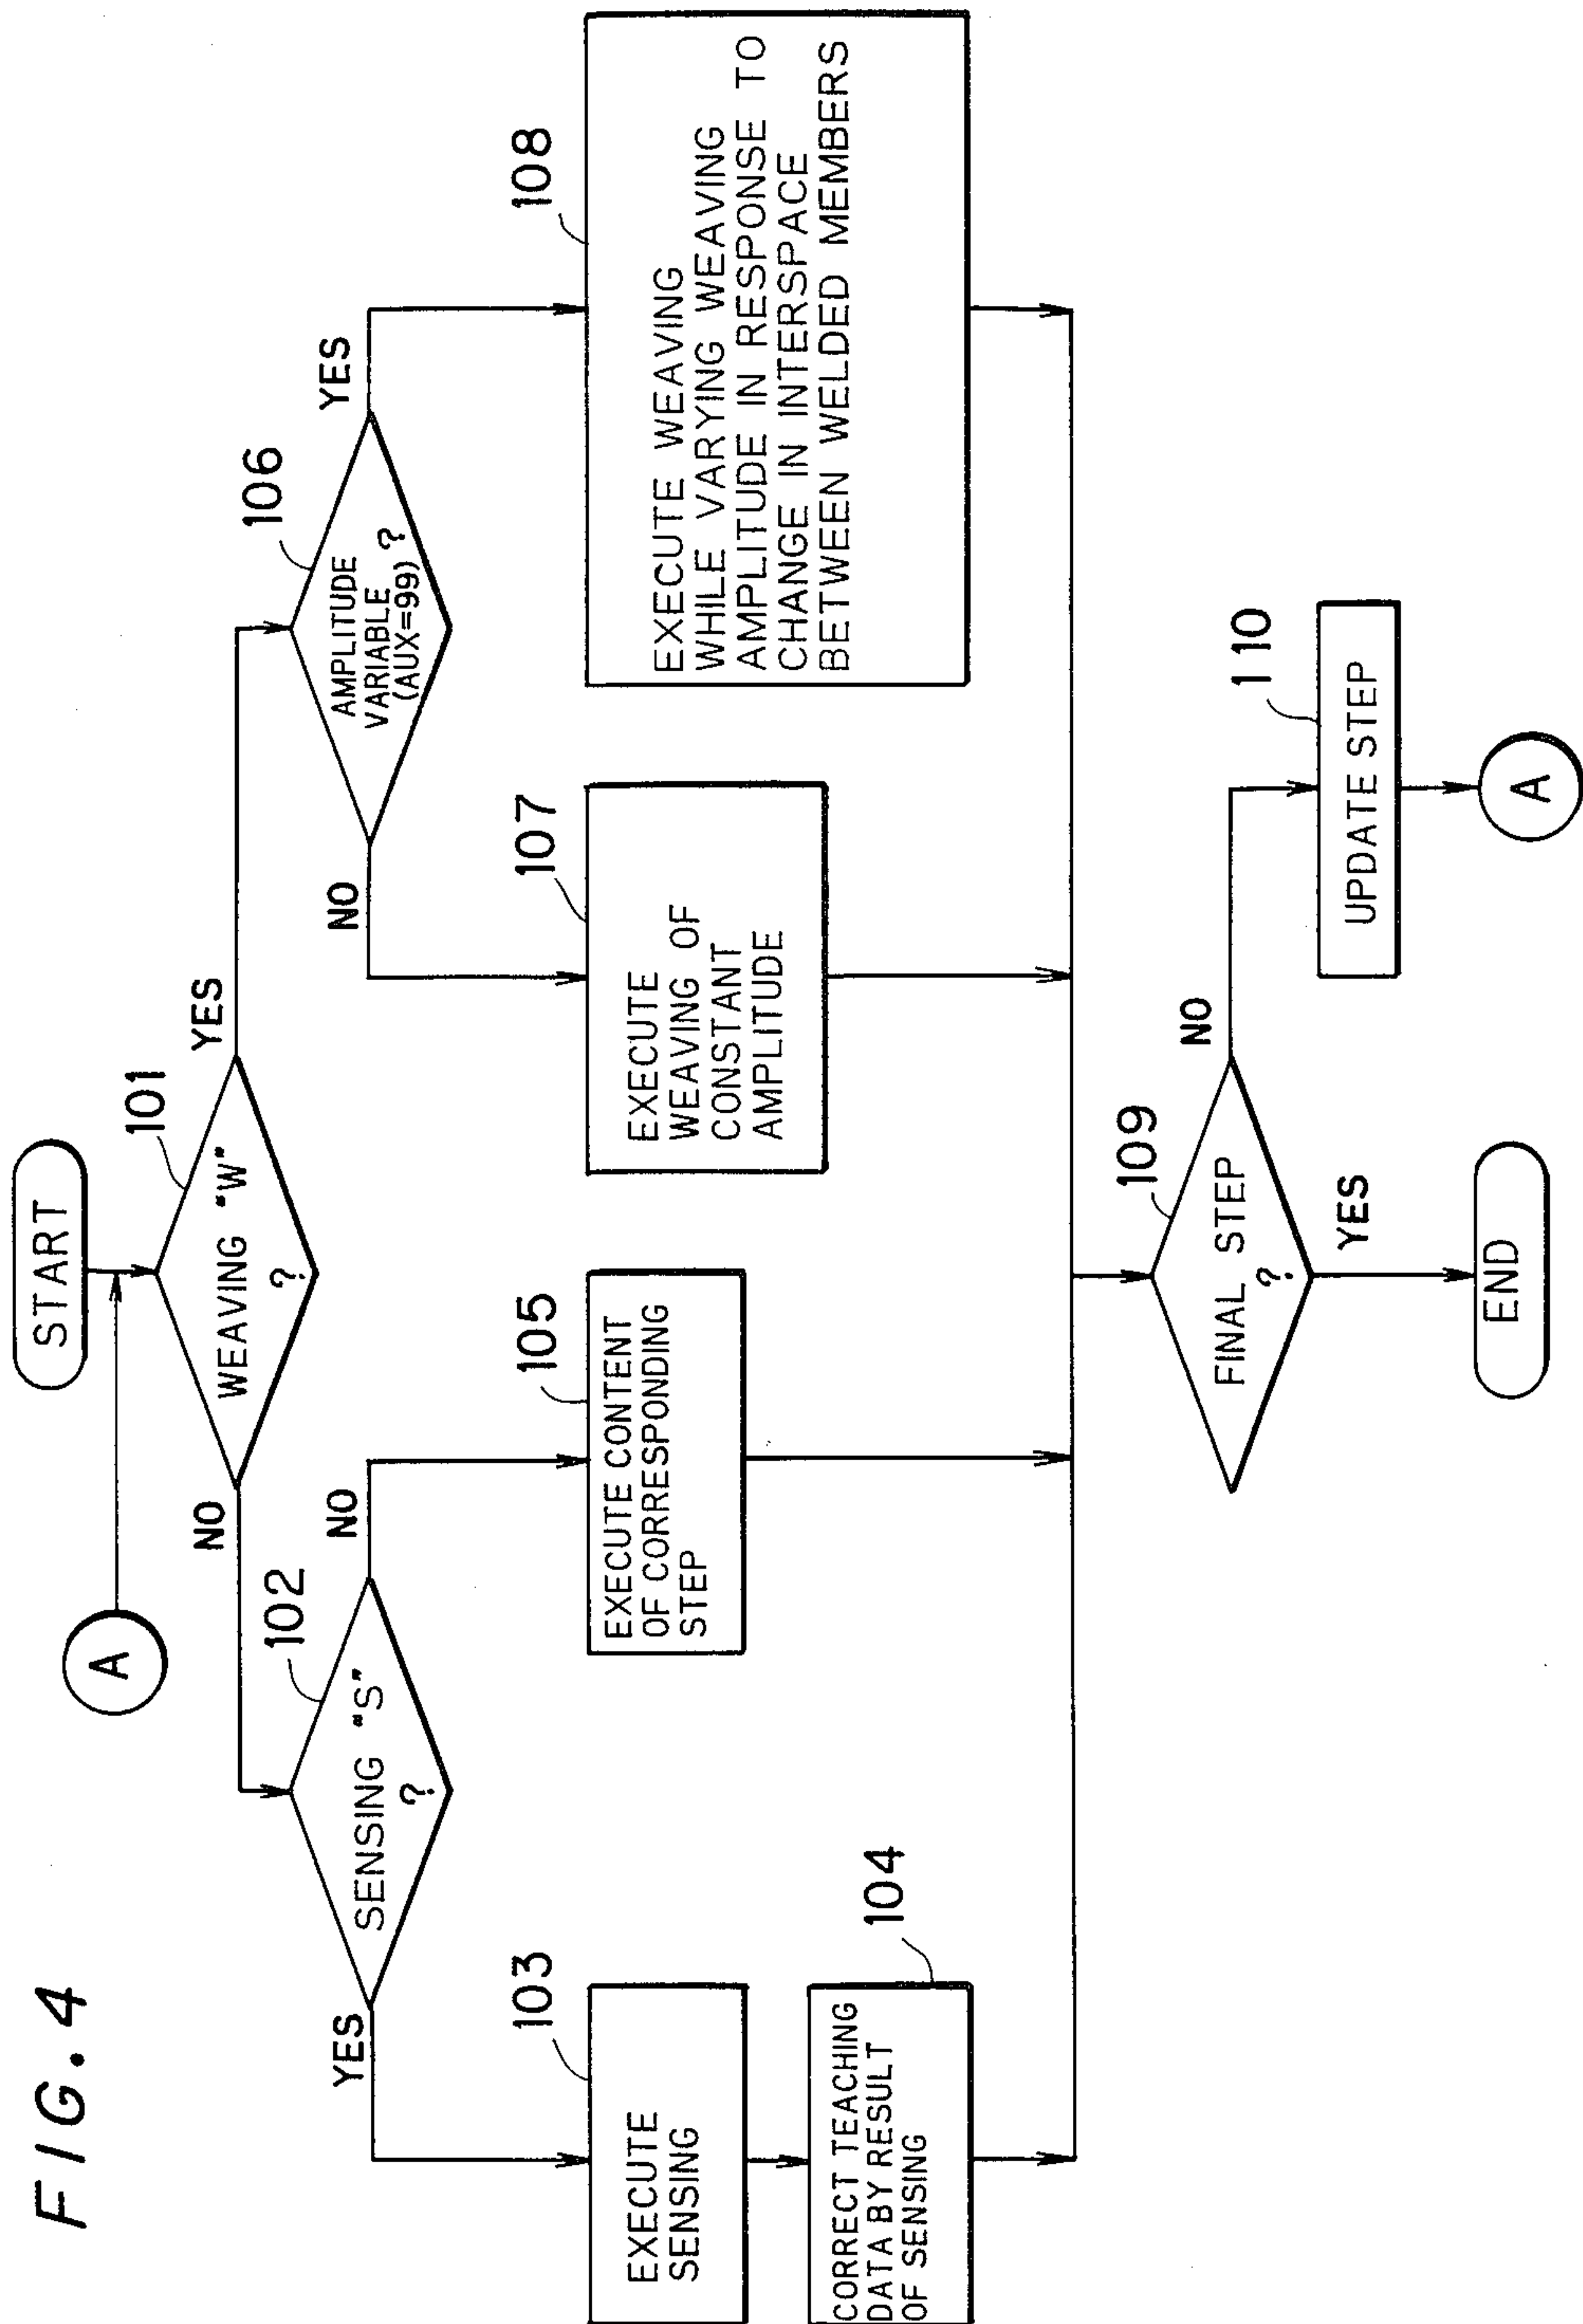 FIG. 4
START
A
101
WEAVING "W"
?
NO
YES
102
SENSING "S"
?
YES
NO
106
AMPLITUDE
VARIABLE
(AUX=99) ?
NO
YES
103
EXECUTE
SENSING
104
CORRECT TEACHING
DATA BY RESULT
OF SENSING
105
EXECUTE CONTENT
OF CORRESPONDING
STEP
107
EXECUTE
WEAVING OF
CONSTANT
AMPLITUDE
108
EXECUTE WEAVING
WHILE VARYING WEAVING
AMPLITUDE IN RESPONSE TO
CHANGE IN INTERSPACE
BETWEEN WELDED MEMBERS
109
FINAL STEP
?
NO
YES
110
UPDATE STEP
END
A